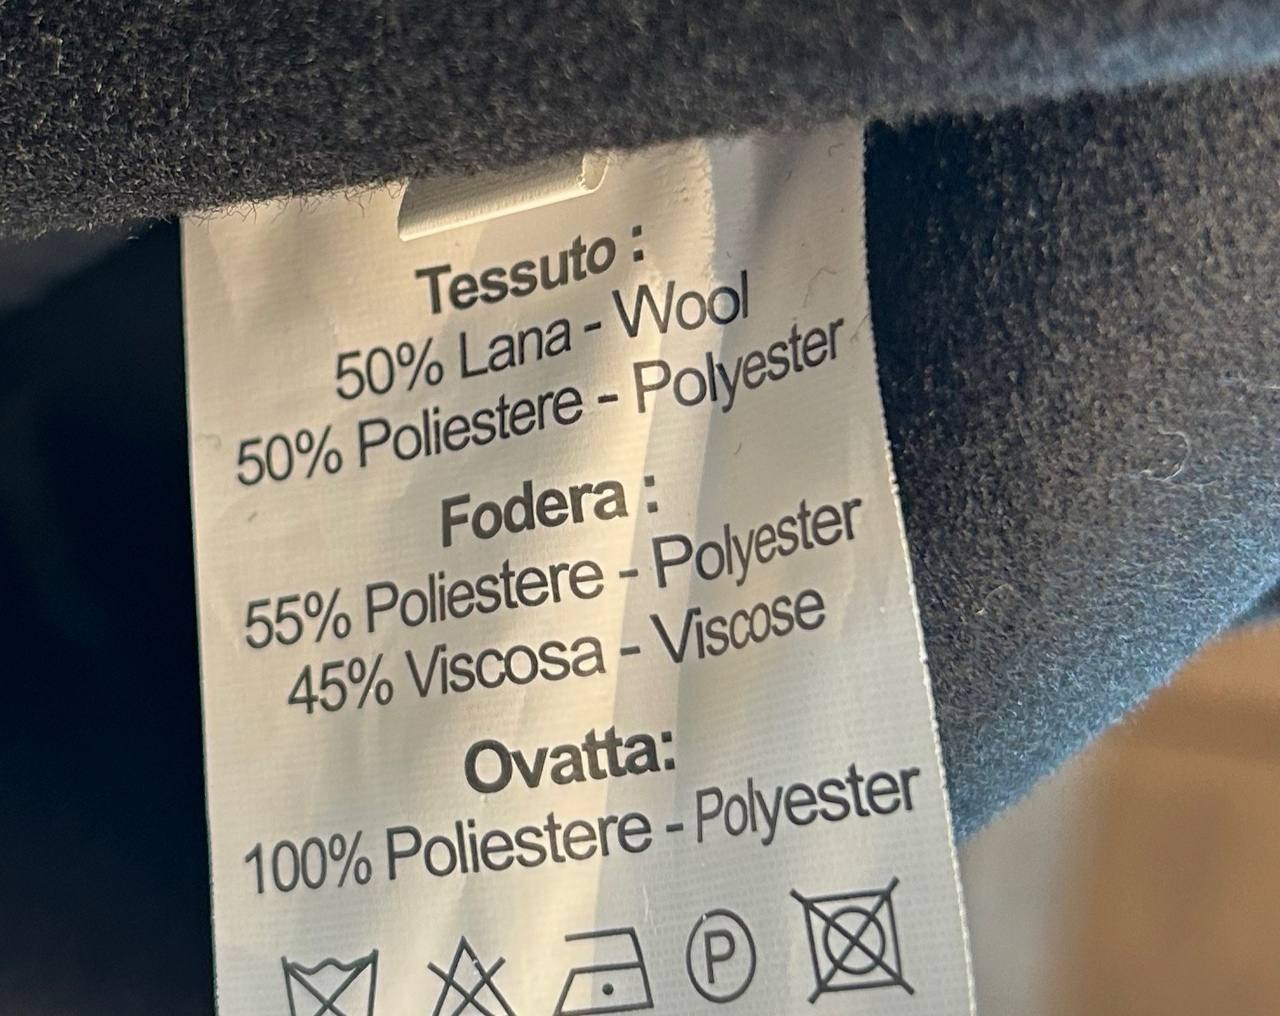 Tessuto :
50% Lana - Wool
50% Poliestere - Polyester
Fodera :
55% Poliestere - Polyester
45% Viscosa - Viscose
Ovatta:
100% Poliestere - Polyester
P